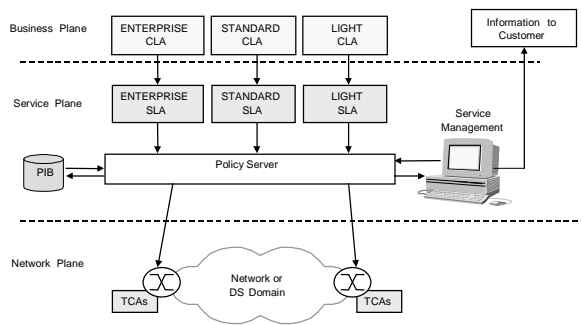 Business Plane
ENTERPRISE
CLA
STANDARD
CLA
LIGHT
CLA
Information to
Customer
Service Plane
ENTERPRISE
SLA
STANDARD
SLA
LIGHT
SLA
Service
Management
PIB
Policy Server
Network Plane
Network or
DS Domain
TCAs
TCAs